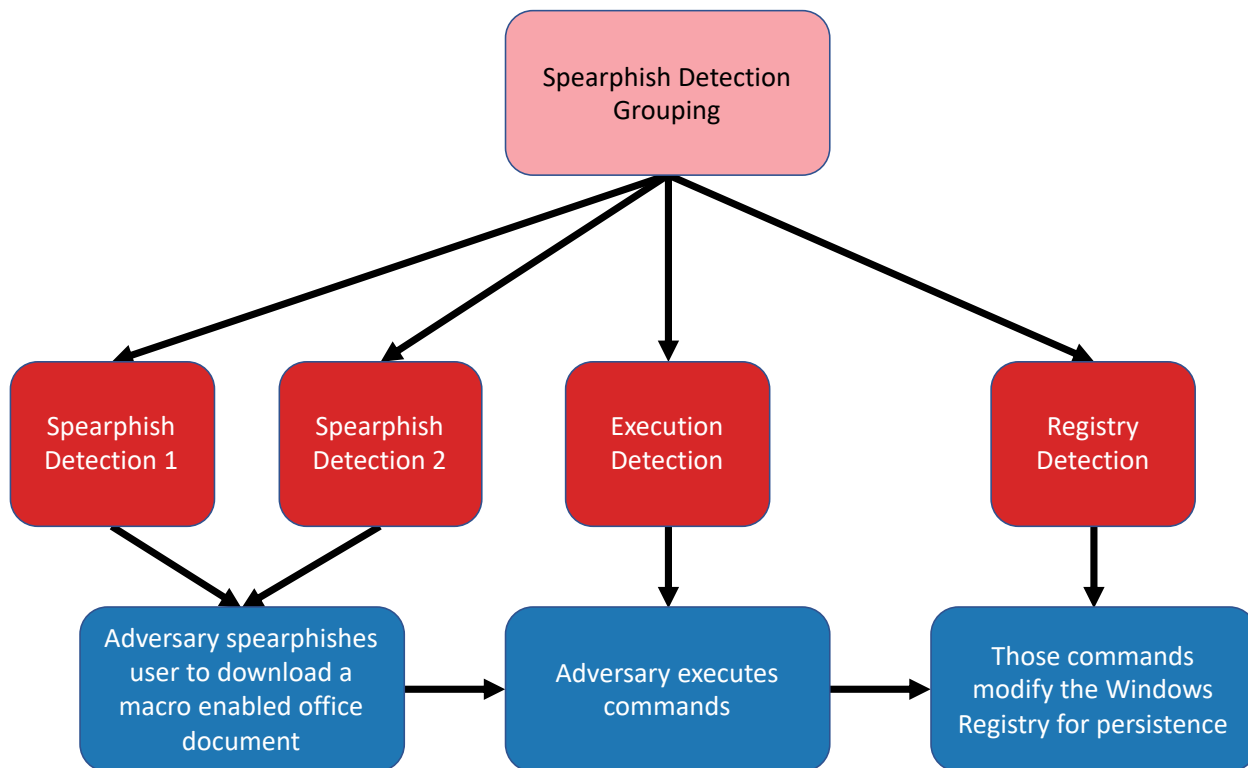 Spearphish Detection
Grouping
Spearphish
Detection 1
Spearphish
Detection 2
Execution
Detection
Registry
Detection
Adversary spearphishes
user to download a
macro enabled office
document
Adversary executes
commands
Those commands
modify the Windows
Registry for persistence